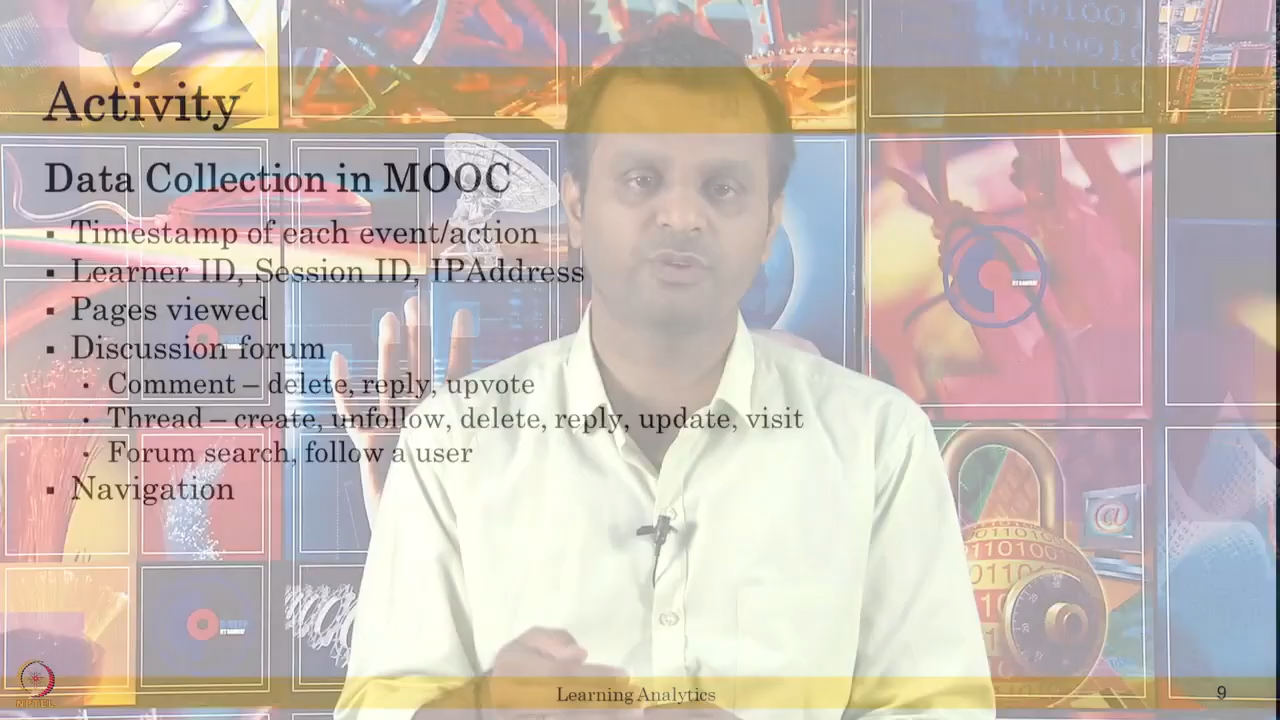 Activity
Data Collection in MOOC
▪ Timestamp of each event/action
▪ Learner ID, Session ID, IPAddress
▪ Pages viewed
▪ Discussion forum
• Comment – delete, reply, upvote
• Thread – create, unfollow, delete, reply, update, visit
• Forum search, follow a user
▪ Navigation
Learning Analytics
9
NPTEL